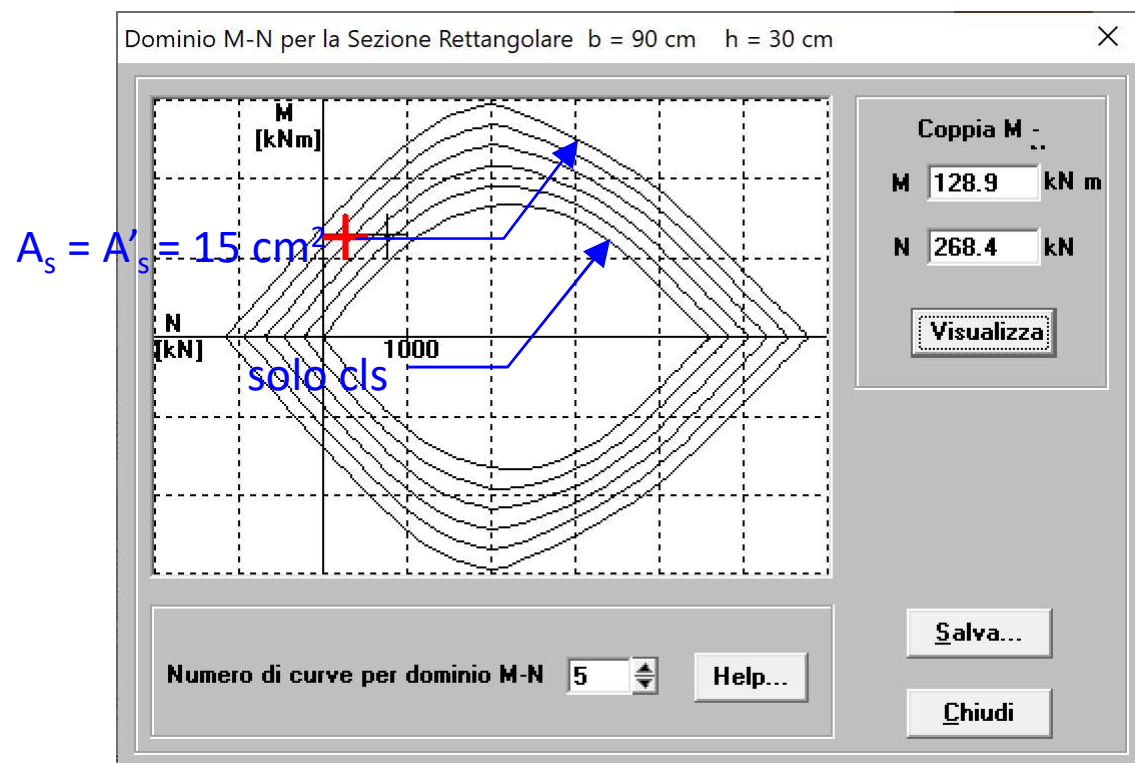 Dominio M-N per la Sezione Rettangolare b = 90 cm h = 30 cm
M
[kNm]
Aₛ = A’ₛ = 15 cm²
N
[kN]
1000
solo cls
Coppia M -
M 128.9 kN m
N 268.4 kN
Visualizza
Numero di curve per dominio M-N 5
Help...
Salva...
Chiudi